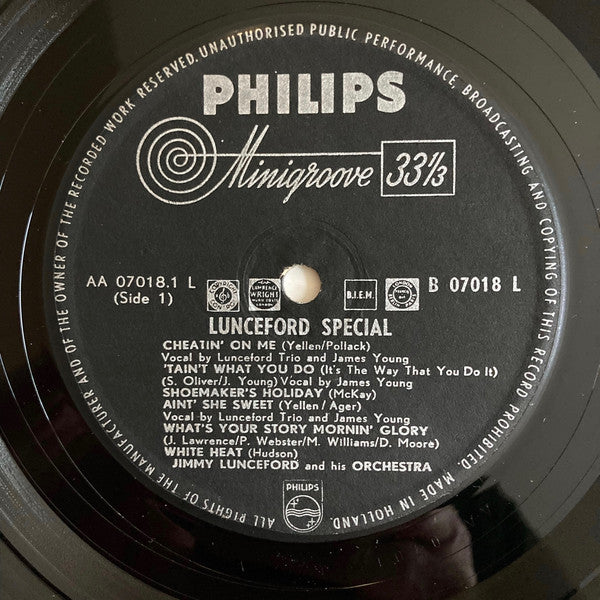 ALL RIGHTS OF THE MANUFACTURER AND OF THE OWNER OF THE RECORDED WORK RESERVED. UNAUTHORISED PUBLIC PERFORMANCE, BROADCASTING AND COPYING OF THIS RECORD PROHIBITED. MADE IN HOLLAND.
PHILIPS
Minigroove 33⅓
AA 07018.1 L
(Side 1)
LAWRENCE
WRIGHT
B.I.E.M.
B 07018 L
LUNCEFORD SPECIAL
CHEATIN' ON ME (Yellen/Pollack)
Vocal by Lunceford Trio and James Young
'TAIN'T WHAT YOU DO (It's The Way That You Do It)
(S. Oliver/J. Young) Vocal by James Young
SHOEMAKER'S HOLIDAY (McKay)
AINT' SHE SWEET (Yellen/Ager)
Vocal by Lunceford Trio and James Young
WHAT'S YOUR STORY MORNIN' GLORY
(J. Lawrence/P. Webster/M. Williams/D. Moore)
WHITE HEAT (Hudson)
JIMMY LUNCEFORD and his ORCHESTRA
PHILIPS